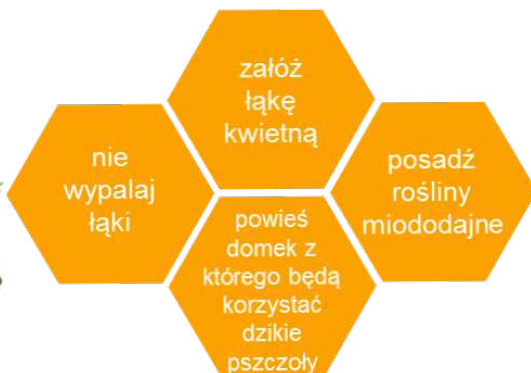 załóż
łąkę
kwietną
nie
wypalaj
łąki
posadź
rośliny
miododajne
powieś
domek z
którego będą
korzystać
dzikie
pszczoły